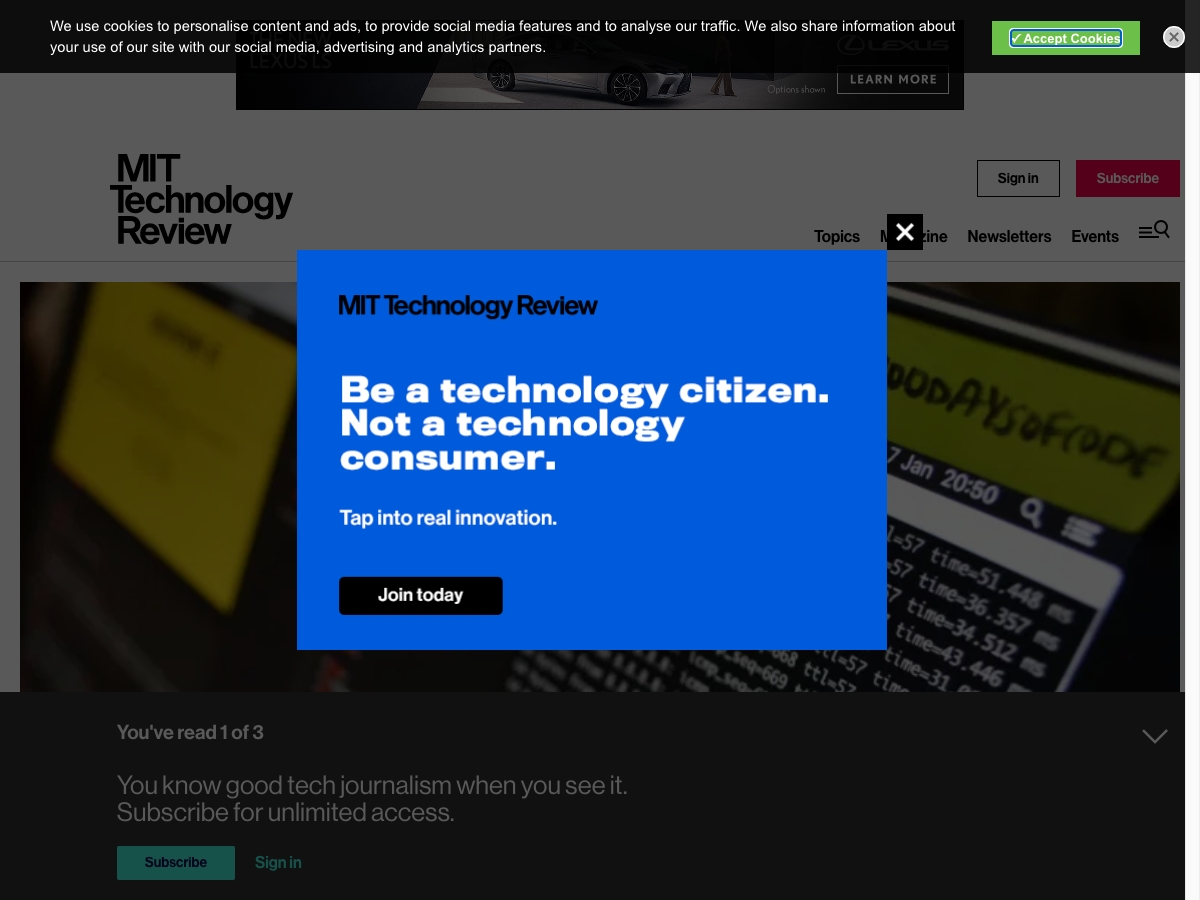 We use cookies to personalise content and ads, to provide social media features and to analyse our traffic. We also share information about
your use of our site with our social media, advertising and analytics partners.
✓Accept Cookies
LEXUS
LEXUS LS
Options shown
LEARN MORE
MIT
Technology
Review
Sign in
Subscribe
Topics
Newsletters
Events
MIT Technology Review
Be a technology citizen.
Not a technology
consumer.
Tap into real innovation.
Join today
OODAYSOFCODE
7 Jan 20:50
l=57 time=51.448 ms
=57 time=36.357 ms
time=34.512 ms
time=43.446 ms
ttl=57 time=31
You've read 1 of 3
You know good tech journalism when you see it.
Subscribe for unlimited access.
Subscribe
Sign in